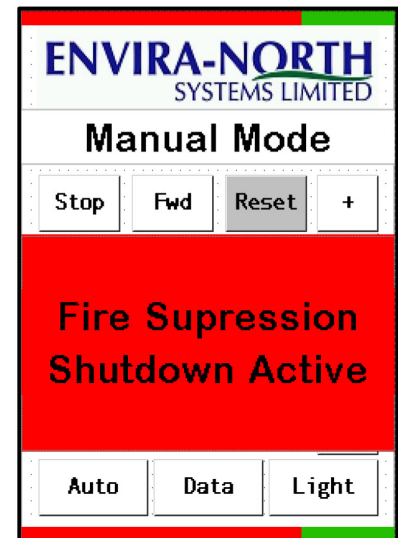 ENVIRA-NORTH
SYSTEMS LIMITED
Manual Mode
Stop Fwd Reset +
Fire Supression
Shutdown Active
Auto Data Light